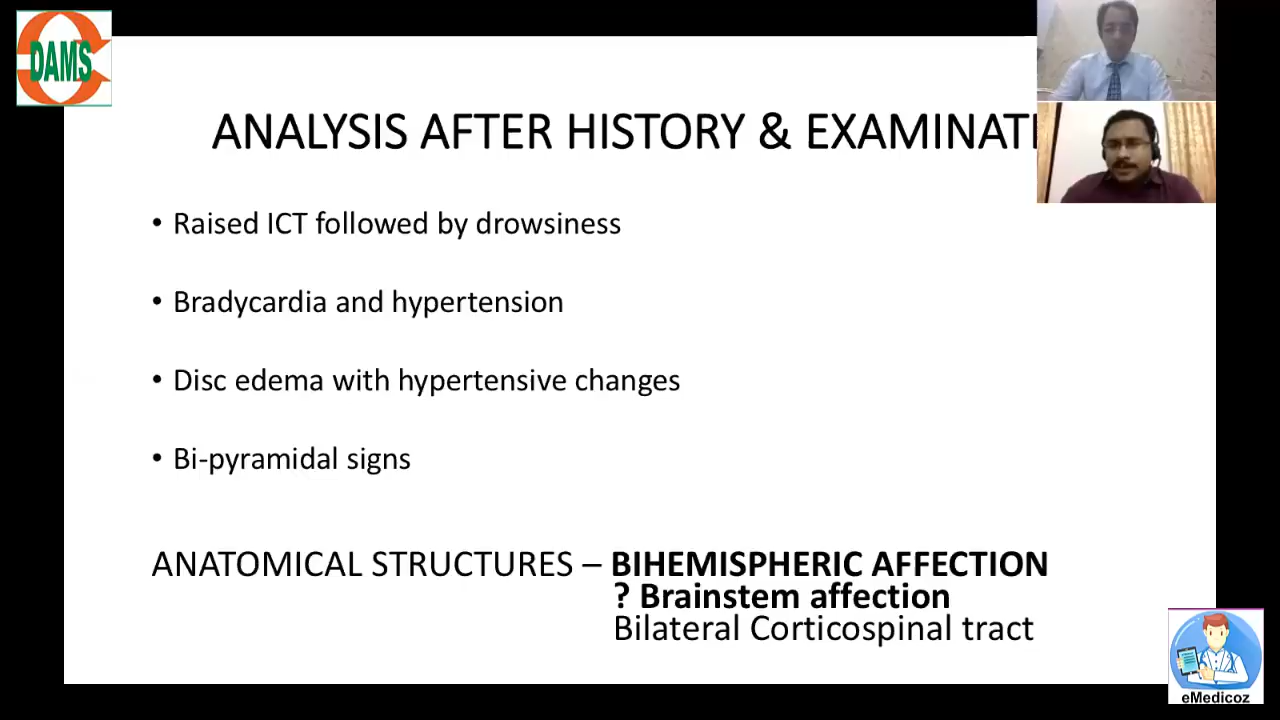 DAMS
ANALYSIS AFTER HISTORY & EXAMINATI
• Raised ICT followed by drowsiness
• Bradycardia and hypertension
• Disc edema with hypertensive changes
• Bi-pyramidal signs
ANATOMICAL STRUCTURES – BIHEMISPHERIC AFFECTION
? Brainstem affection
Bilateral Corticospinal tract
eMedicoz